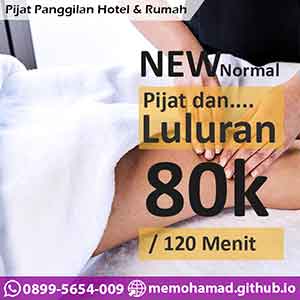 Pijat Panggilan Hotel & Rumah
NEW Normal
Pijat dan....
Luluran
80k
/ 120 Menit
0899-5654-009 memohamad.github.io